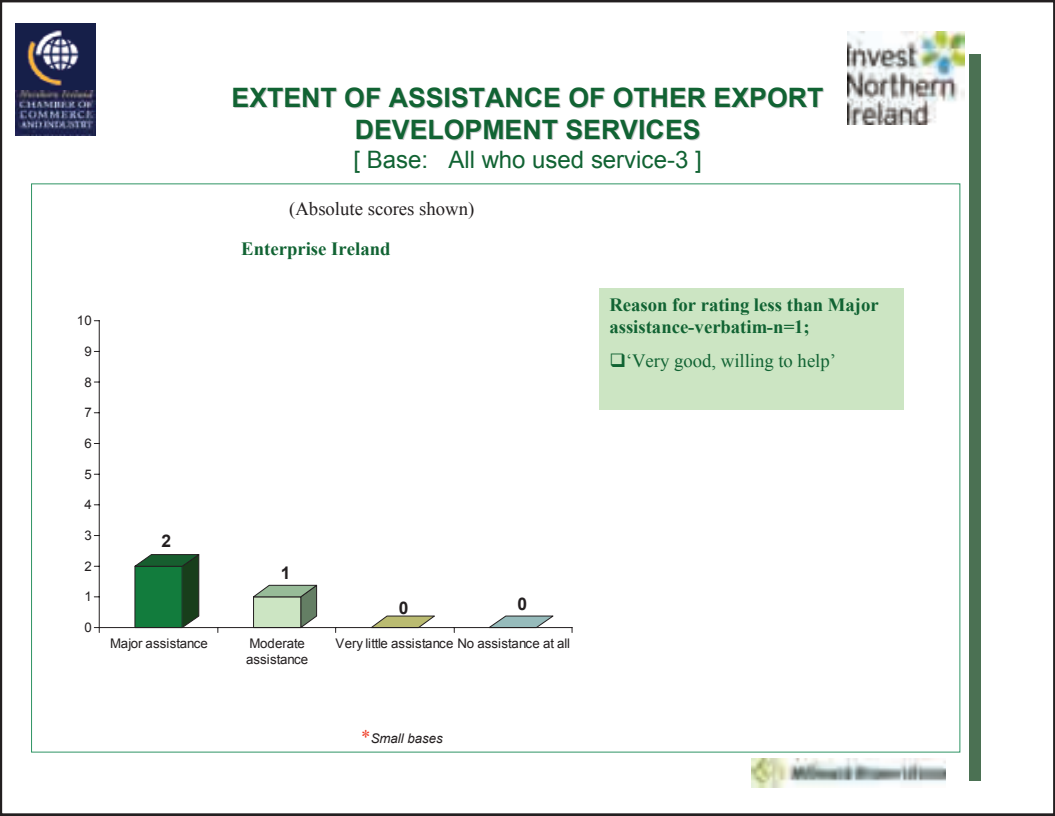 Northern Ireland
CHAMBER OF
COMMERCE
AND INDUSTRY
invest
Northern
Ireland
EXTENT OF ASSISTANCE OF OTHER EXPORT
DEVELOPMENT SERVICES
[ Base: All who used service-3 ]
(Absolute scores shown)
Enterprise Ireland
Reason for rating less than Major
assistance-verbatim-n=1;
❑‘Very good, willing to help’
10
9
8
7
6
5
4
3
2
1
0
2
1
0
0
Major assistance
Moderate
assistance
Very little assistance
No assistance at all
*Small bases